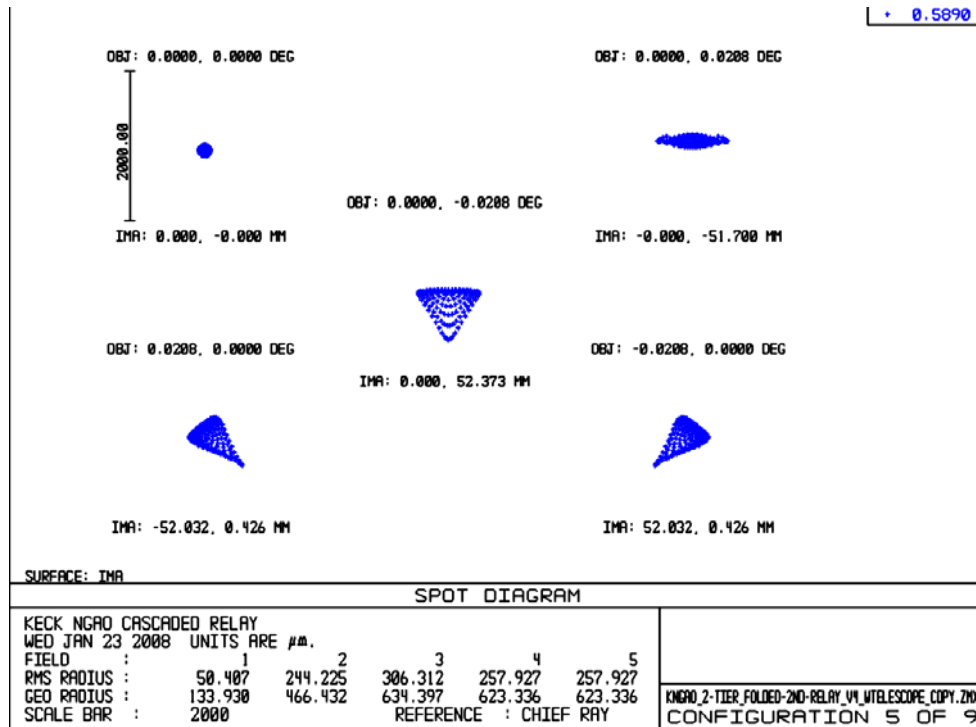 + 0.5890
OBJ: 0.0000, 0.0000 DEG
OBJ: 0.0000, 0.0208 DEG
2000.00
OBJ: 0.0000, -0.0208 DEG
IMA: 0.000, -0.000 MM
IMA: -0.000, -51.700 MM
OBJ: 0.0208, 0.0000 DEG
OBJ: -0.0208, 0.0000 DEG
IMA: 0.000, 52.373 MM
IMA: -52.032, 0.426 MM
IMA: 52.032, 0.426 MM
SURFACE: IMA
SPOT DIAGRAM
KECK NGAO CASCADED RELAY
WED JAN 23 2008 UNITS ARE µm.
FIELD : 1 2 3 4 5
RMS RADIUS : 50.407 244.225 306.312 257.927 257.927
GEO RADIUS : 133.930 466.432 634.397 623.336 623.336
SCALE BAR : 2000 REFERENCE : CHIEF RAY
KNGAO_2-TIER_FOLDED-2ND-RELAY_V4_WTELESCOPE_COPY.ZMX
CONFIGURATION 5 OF 9